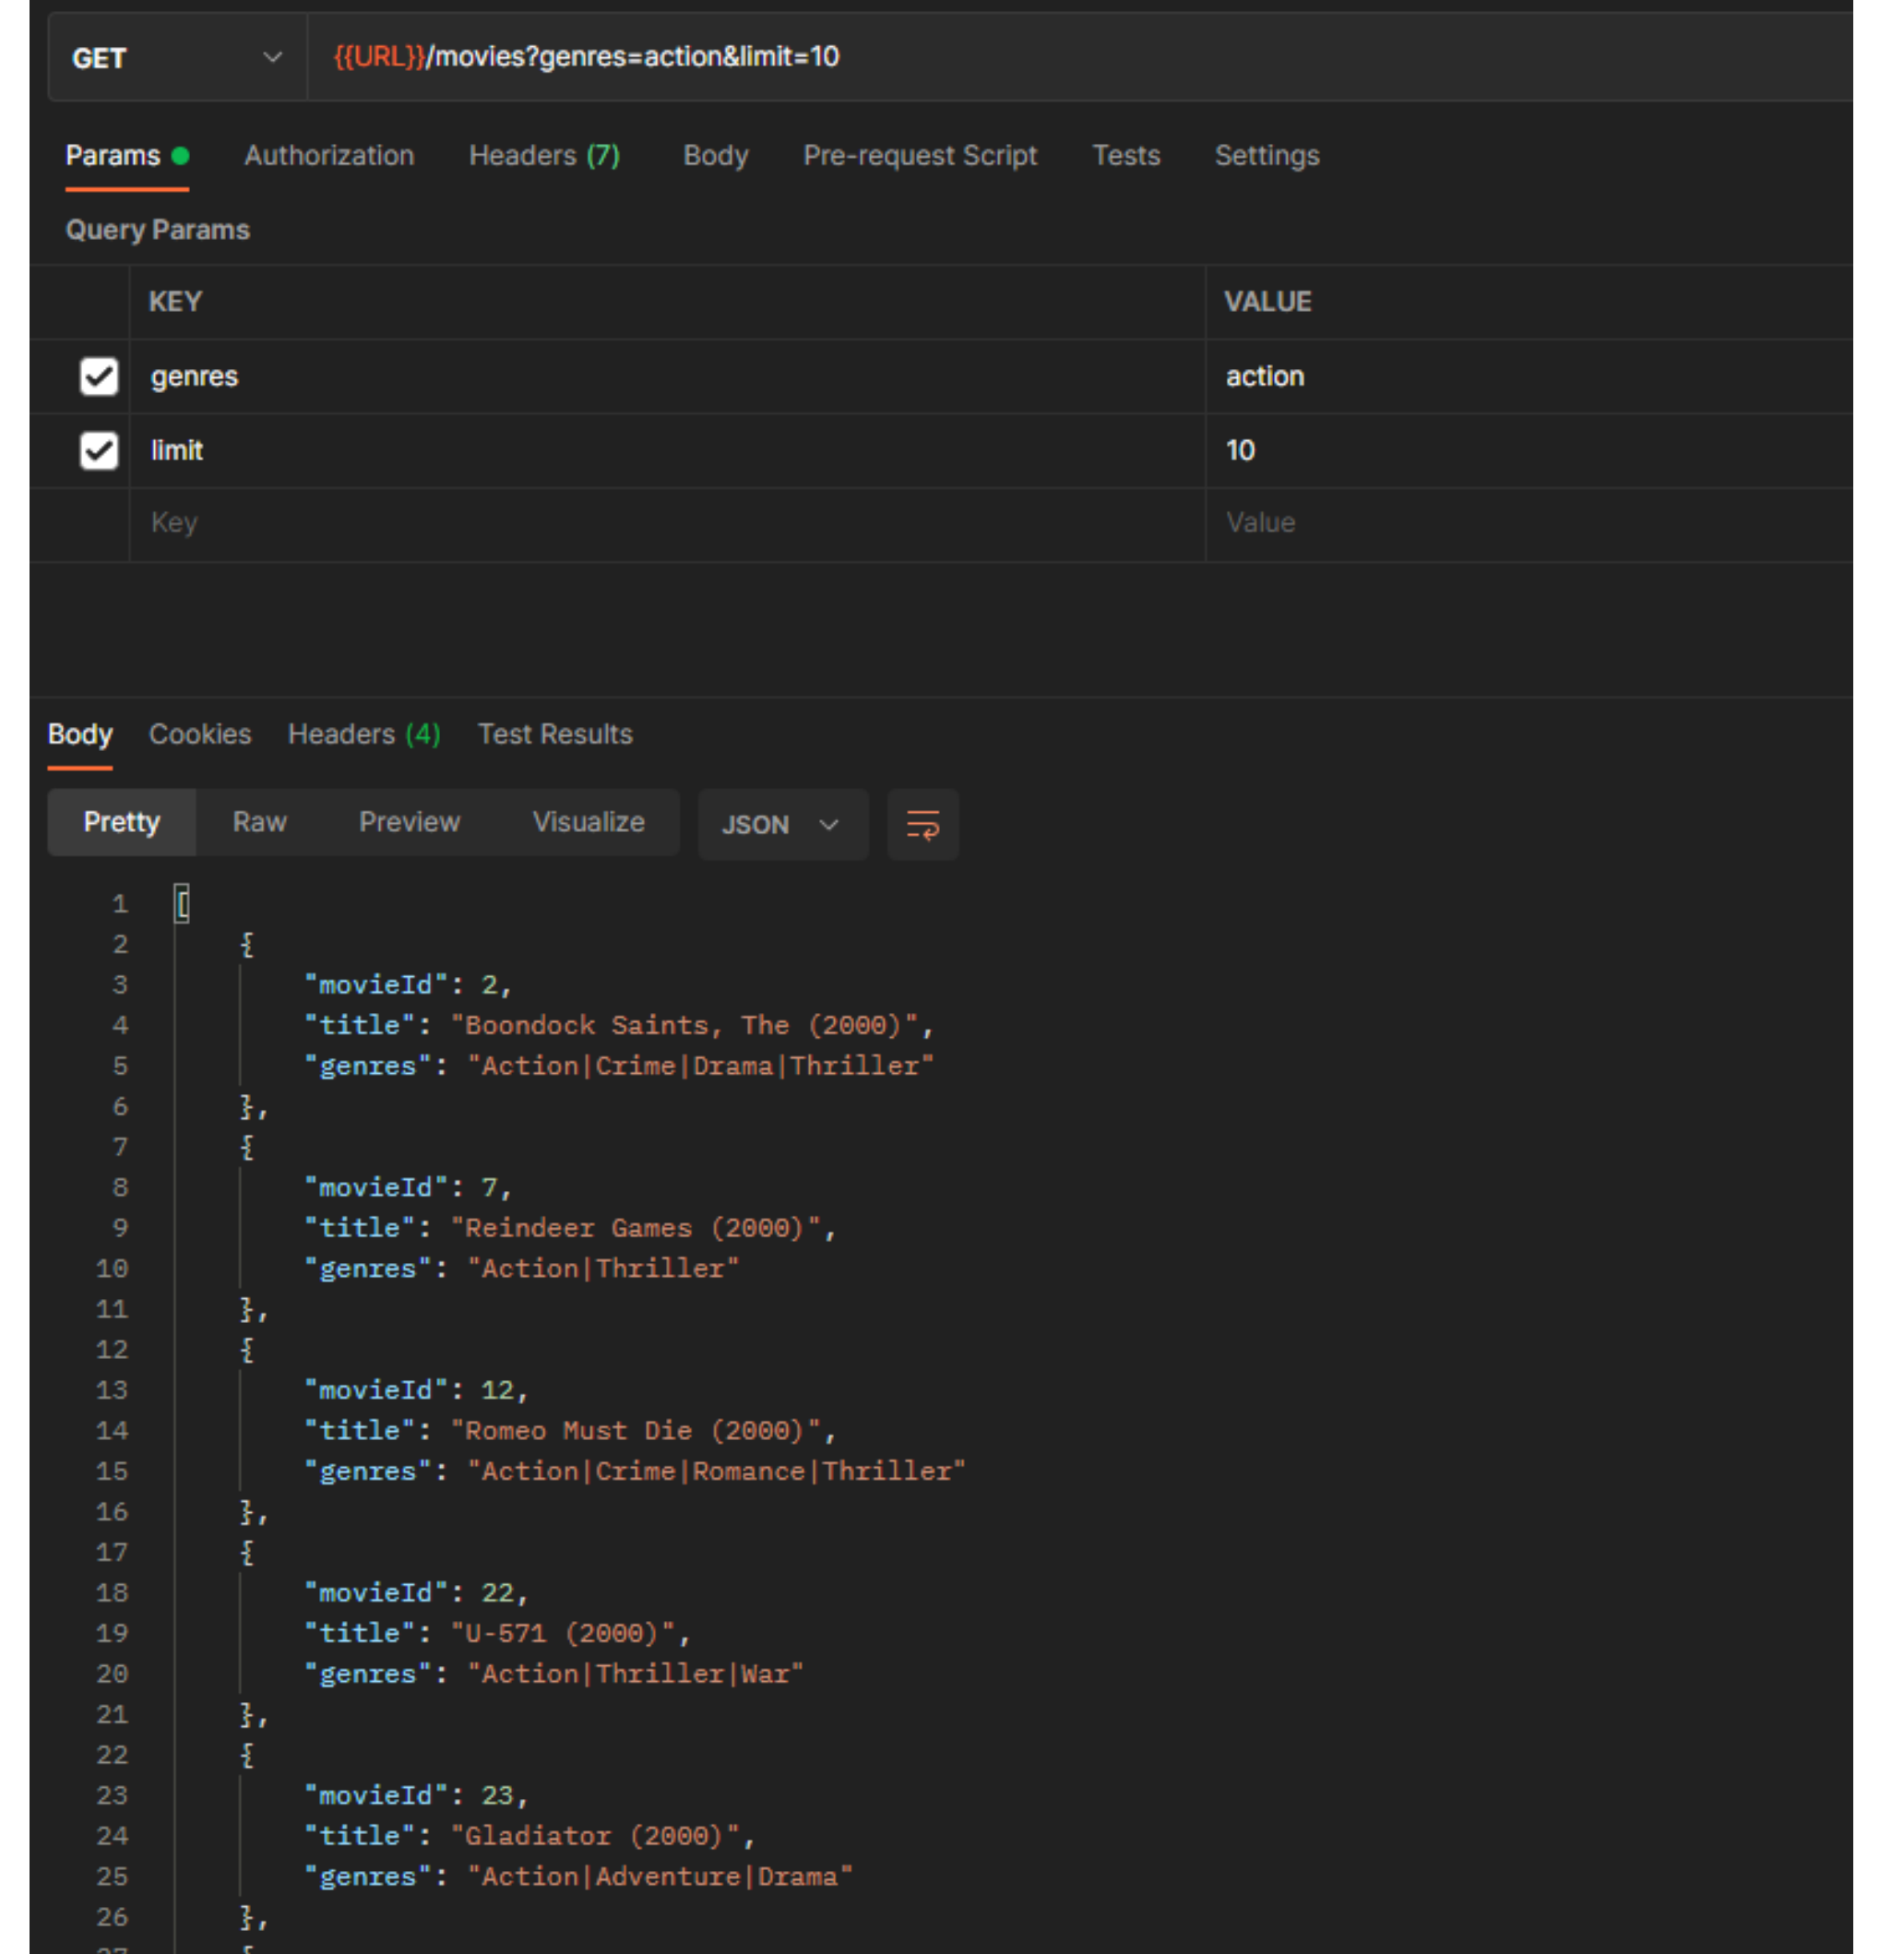 GET {{URL}}/movies?genres=action&limit=10
Params Authorization Headers (7) Body Pre-request Script Tests Settings
Query Params
KEY VALUE
genres action
limit 10
Key Value
Body Cookies Headers (4) Test Results
Pretty Raw Preview Visualize JSON
1 [
2 {
3 "movieId": 2,
4 "title": "Boondock Saints, The (2000)",
5 "genres": "Action|Crime|Drama|Thriller"
6 },
7 {
8 "movieId": 7,
9 "title": "Reindeer Games (2000)",
10 "genres": "Action|Thriller"
11 },
12 {
13 "movieId": 12,
14 "title": "Romeo Must Die (2000)",
15 "genres": "Action|Crime|Romance|Thriller"
16 },
17 {
18 "movieId": 22,
19 "title": "U-571 (2000)",
20 "genres": "Action|Thriller|War"
21 },
22 {
23 "movieId": 23,
24 "title": "Gladiator (2000)",
25 "genres": "Action|Adventure|Drama"
26 },